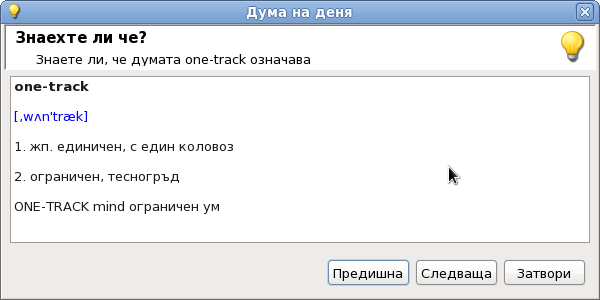 Дума на деня
Знаехте ли че?
Знаете ли, че думата one-track означава
one-track
[,wʌn'træk]
1. жп. единичен, с един коловоз
2. ограничен, тесногръд
ONE-TRACK mind ограничен ум
Предишна Следваща Затвори